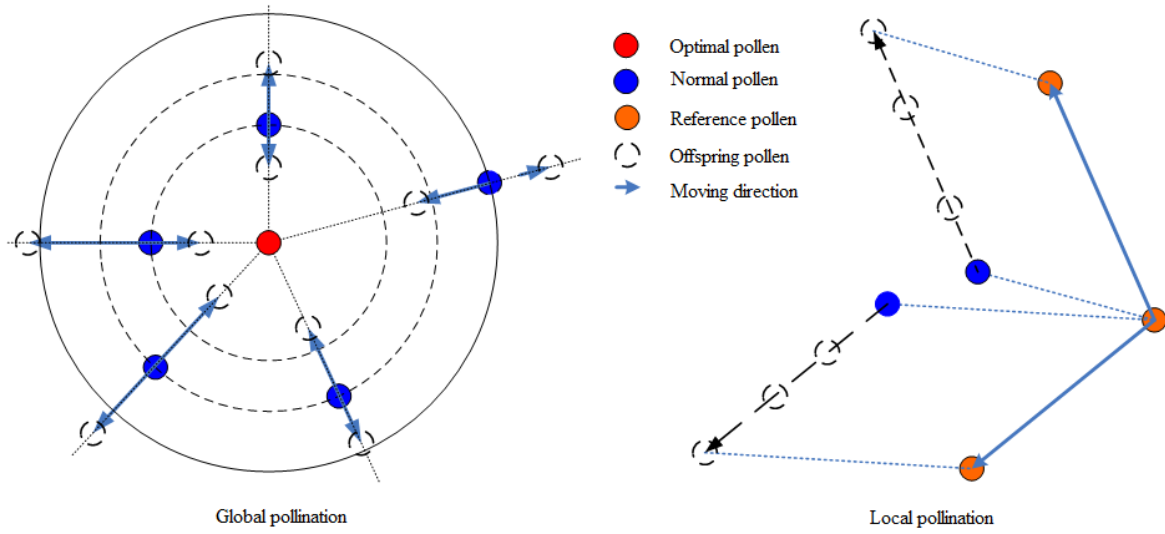 Optimal pollen
Normal pollen
Reference pollen
Offspring pollen
Moving direction
Global pollination
Local pollination